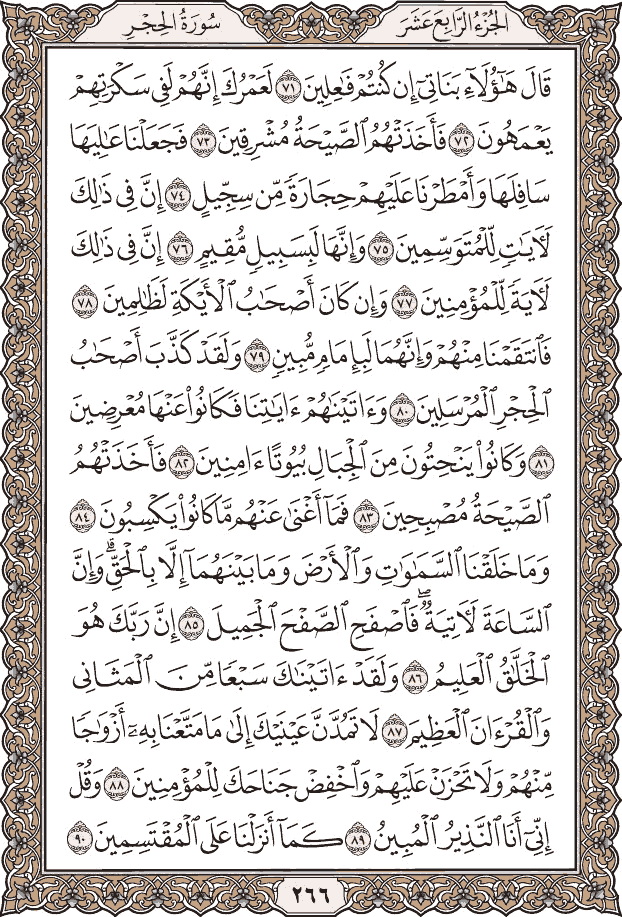 الجُزْءُ الرَّابِعَ عَشَرَ
سُورَةُ الحِجْرِ
قَالَ هَٰٓؤُلَآءِ بَنَاتِىٓ إِن كُنتُمْ فَٰعِلِينَ ٧١ لَعَمْرُكَ إِنَّهُمْ لَفِى سَكْرَتِهِمْ
يَعْمَهُونَ ٧٢ فَأَخَذَتْهُمُ ٱلصَّيْحَةُ مُشْرِقِينَ ٧٣ فَجَعَلْنَا عَٰلِيَهَا
سَافِلَهَا وَأَمْطَرْنَا عَلَيْهِمْ حِجَارَةً مِّن سِجِّيلٍ ٧٤ إِنَّ فِى ذَٰلِكَ
لَءَايَٰتٍ لِّلْمُتَوَسِّمِينَ ٧٥ وَإِنَّهَا لَبِسَبِيلٍ مُّقِيمٍ ٧٦ إِنَّ فِى ذَٰلِكَ
لَءَايَةً لِّلْمُؤْمِنِينَ ٧٧ وَإِن كَانَ أَصْحَٰبُ ٱلْأَيْكَةِ لَظَٰلِمِينَ ٧٨
فَٱنتَقَمْنَا مِنْهُمْ وَإِنَّهُمَا لَبِإِمَامٍ مُّبِينٍ ٧٩ وَلَقَدْ كَذَّبَ أَصْحَٰبُ
ٱلْحِجْرِ ٱلْمُرْسَلِينَ ٨٠ وَءَاتَيْنَٰهُمْ ءَايَٰتِنَا فَكَانُوا۟ عَنْهَا مُعْرِضِينَ
٨١ وَكَانُوا۟ يَنْحِتُونَ مِنَ ٱلْجِبَالِ بُيُوتًا ءَامِنِينَ ٨٢ فَأَخَذَتْهُمُ
ٱلصَّيْحَةُ مُصْبِحِينَ ٨٣ فَمَآ أَغْنَىٰ عَنْهُم مَّا كَانُوا۟ يَكْسِبُونَ ٨٤
وَمَا خَلَقْنَا ٱلسَّمَٰوَٰتِ وَٱلْأَرْضَ وَمَا بَيْنَهُمَآ إِلَّا بِٱلْحَقِّ ۗ وَإِنَّ
ٱلسَّاعَةَ لَءَاتِيَةٌ ۖ فَٱصْفَحِ ٱلصَّفْحَ ٱلْجَمِيلَ ٨٥ إِنَّ رَبَّكَ هُوَ
ٱلْخَلَّٰقُ ٱلْعَلِيمُ ٨٦ وَلَقَدْ ءَاتَيْنَٰكَ سَبْعًا مِّنَ ٱلْمَثَانِى
وَٱلْقُرْءَانَ ٱلْعَظِيمَ ٨٧ لَا تَمُدَّنَّ عَيْنَيْكَ إِلَىٰ مَا مَتَّعْنَا بِهِۦٓ أَزْوَٰجًا
مِّنْهُمْ وَلَا تَحْزَنْ عَلَيْهِمْ وَٱخْفِضْ جَنَاحَكَ لِلْمُؤْمِنِينَ ٨٨ وَقُلْ
إِنِّىٓ أَنَا ٱلنَّذِيرُ ٱلْمُبِينُ ٨٩ كَمَآ أَنزَلْنَا عَلَى ٱلْمُقْتَسِمِينَ ٩٠
٢٦٦